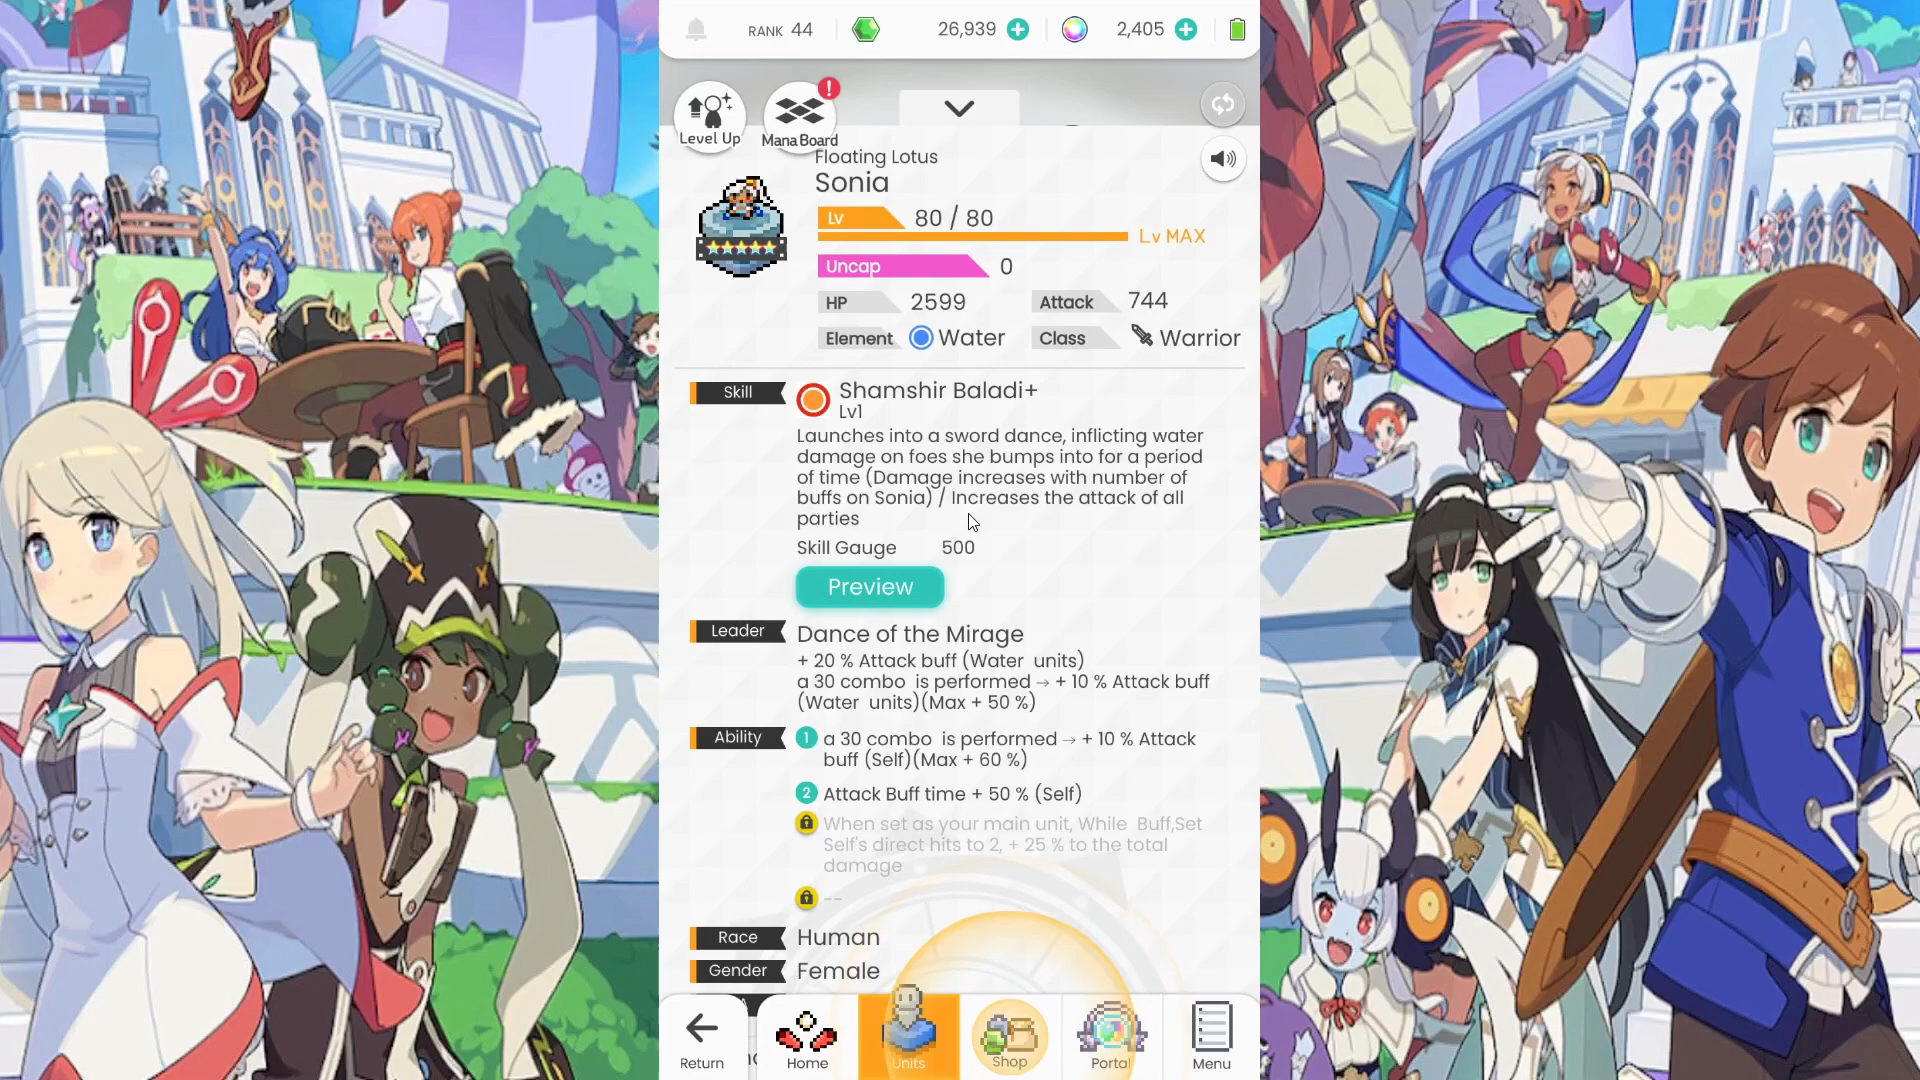 RANK 44
26,939
2,405
Level Up
Mana Board
!
Floating Lotus
Sonia
Lv 80 / 80
Lv MAX
Uncap 0
HP 2599 Attack 744
Element Water Class Warrior
Skill Shamshir Baladi+
Lv1
Launches into a sword dance, inflicting water
damage on foes she bumps into for a period
of time (Damage increases with number of
buffs on Sonia) / Increases the attack of all
parties
Skill Gauge 500
Preview
Leader Dance of the Mirage
+ 20 % Attack buff (Water units)
a 30 combo is performed → + 10 % Attack buff
(Water units)(Max + 50 %)
Ability 1 a 30 combo is performed → + 10 % Attack
buff (Self)(Max + 60 %)
2 Attack Buff time + 50 % (Self)
When set as your main unit, While Buff,Set
Self's direct hits to 2, + 25 % to the total
damage
--
Race Human
Gender Female
Return Home Units Shop Portal Menu